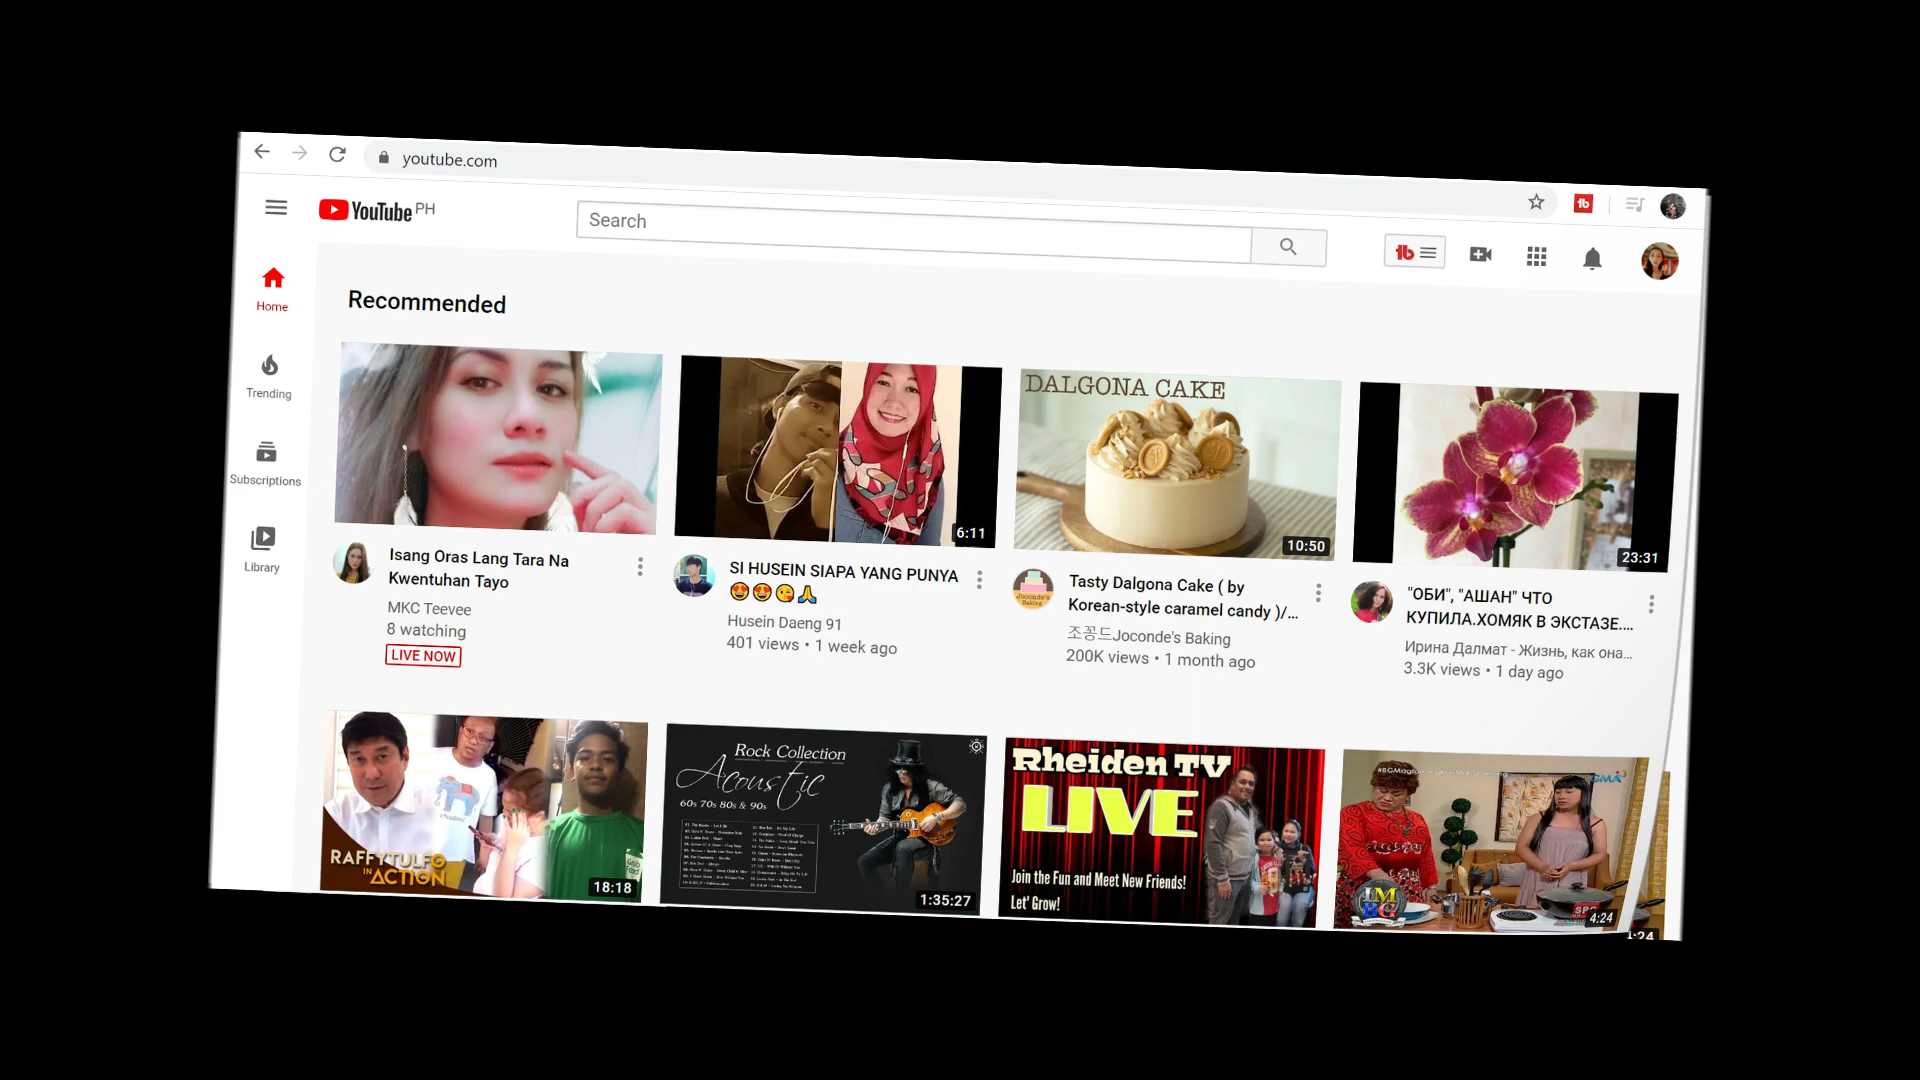 youtube.com
YouTube PH
Search
Home
Trending
Subscriptions
Library
Recommended
DALGONA CAKE
6:11
10:50
23:31
Isang Oras Lang Tara Na
Kwentuhan Tayo
MKC Teevee
8 watching
LIVE NOW
SI HUSEIN SIAPA YANG PUNYA
😍😍😘🙏
Husein Daeng 91
401 views • 1 week ago
Tasty Dalgona Cake ( by
Korean-style caramel candy )/...
조꽁드Joconde's Baking
200K views • 1 month ago
"ОБИ", "АШАН" ЧТО
КУПИЛА.ХОМЯК В ЭКСТАЗЕ....
Ирина Далмат - Жизнь, как она...
3.3K views • 1 day ago
RAFFYTULFO
IN ACTION
18:18
Rock Collection
Acoustic
60s 70s 80s & 90s
1:35:27
Rheiden TV
LIVE
Join the Fun and Meet New Friends!
Let' Grow!
GMA
IM
BG
SPG
4:24